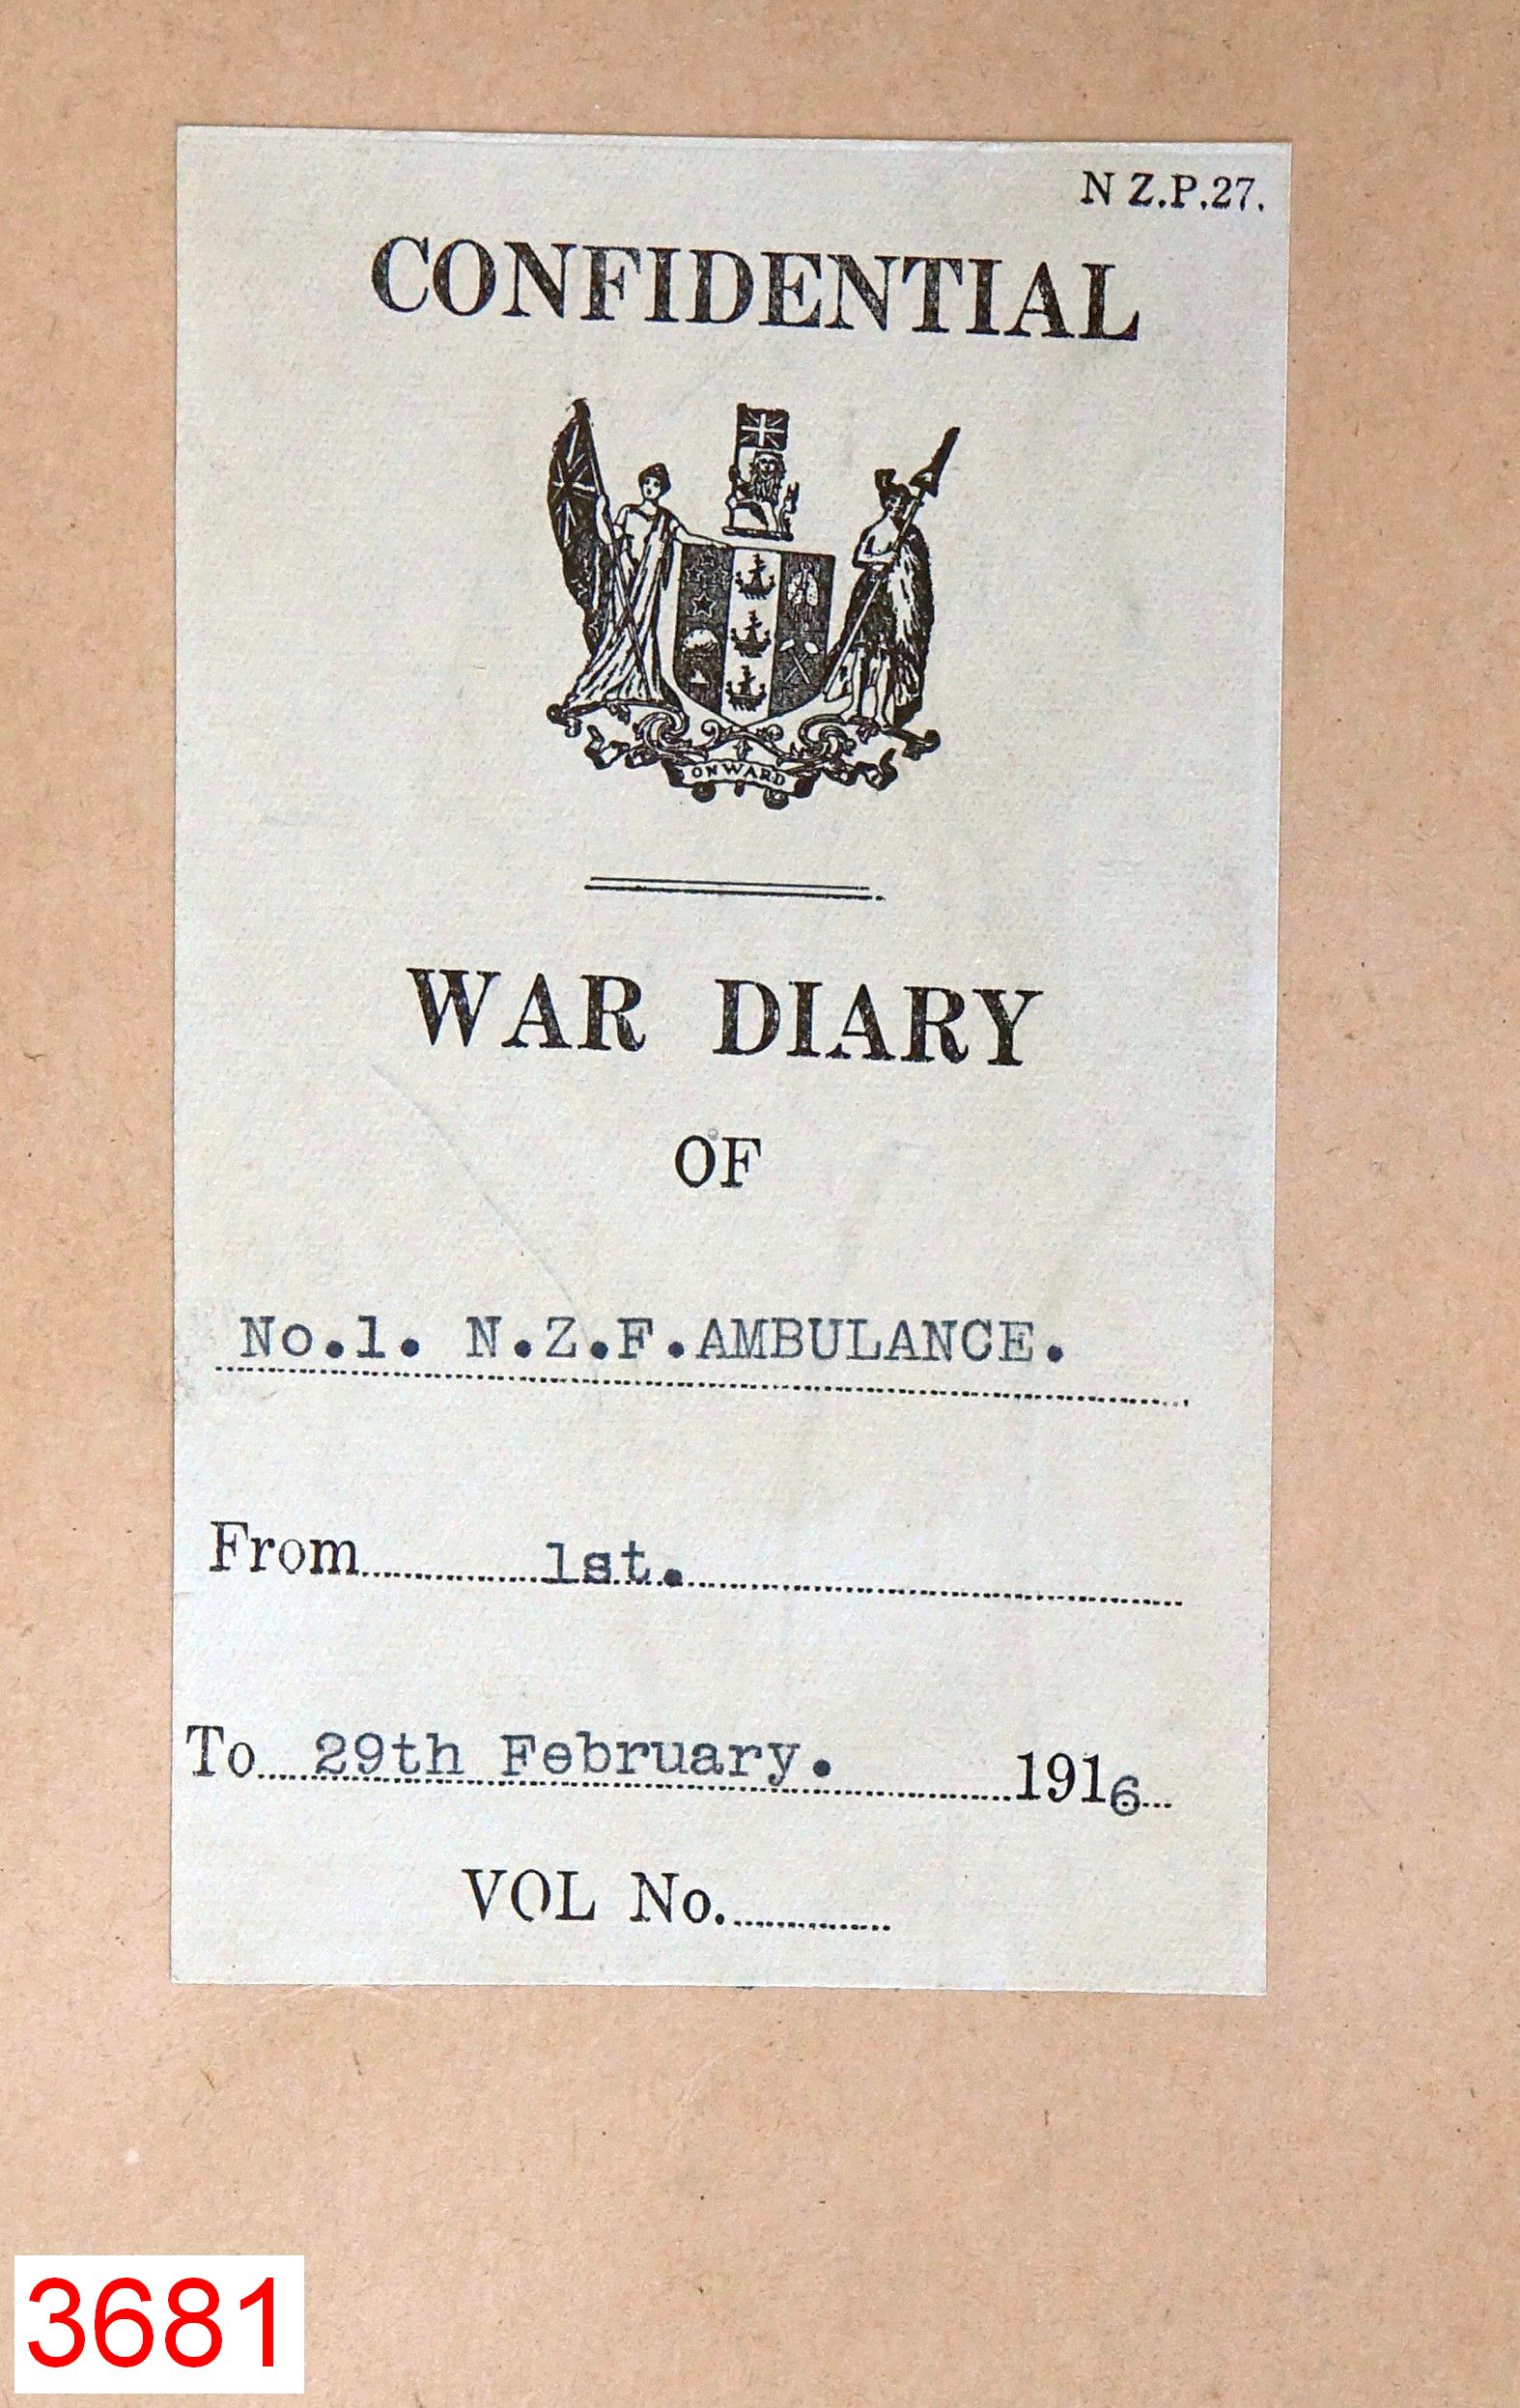 N Z.P.27.
CONFIDENTIAL
ONWARD
WAR DIARY
OF
No.1. N.Z.F.AMBULANCE.
From 1st.
To 29th February. 1916
VOL No.
3681